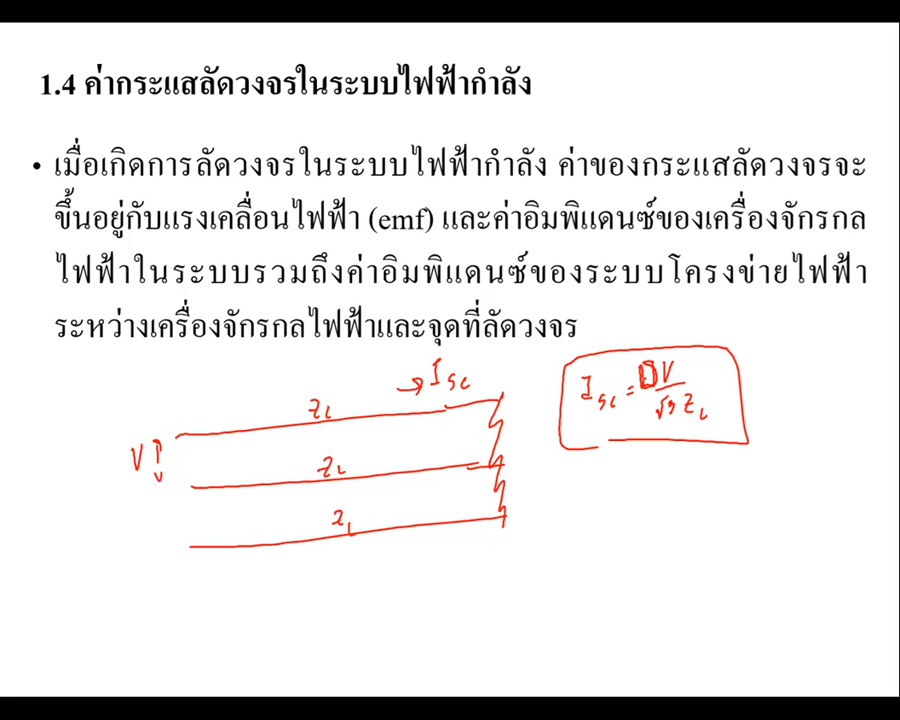 1.4 ค่ากระแสลัดวงจรในระบบไฟฟ้ากำลัง
• เมื่อเกิดการลัดวงจรในระบบไฟฟ้ากำลัง ค่าของกระแสลัดวงจรจะ
ขึ้นอยู่กับแรงเคลื่อนไฟฟ้า (emf) และค่าอิมพิแดนซ์ของเครื่องจักรกล
ไฟฟ้าในระบบรวมถึงค่าอิมพิแดนซ์ของระบบโครงข่ายไฟฟ้า
ระหว่างเครื่องจักรกลไฟฟ้าและจุดที่ลัดวงจร
→ Isc
Isc = V / √3 ZL
ZL
V
ZL
ZL